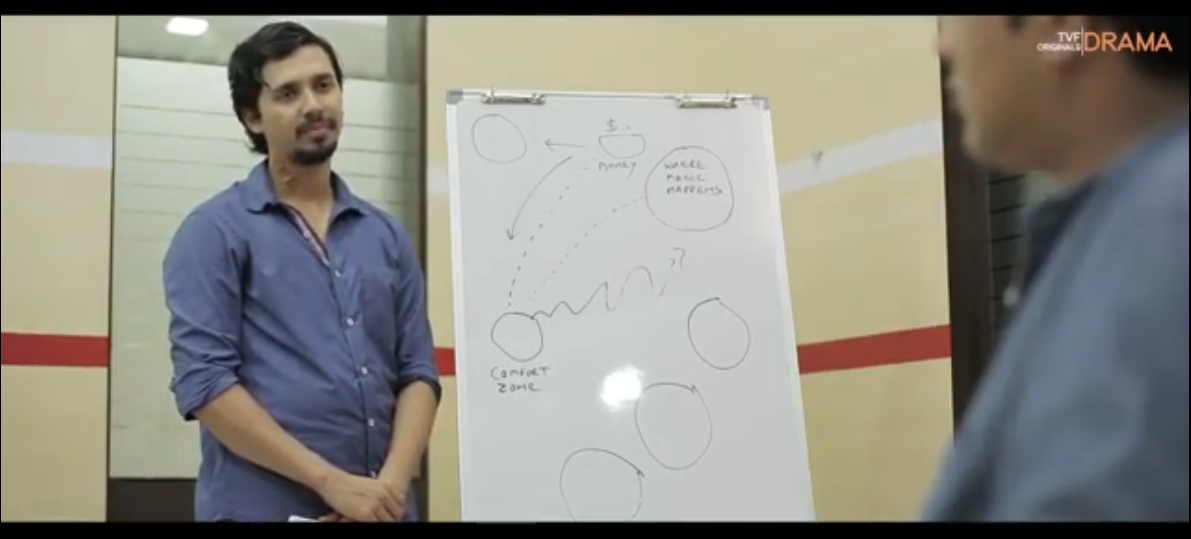 TVF
ORIGINALS
DRAMA
$
MONEY
WHERE
MAGIC
HAPPENS
??
COMFORT
ZONE